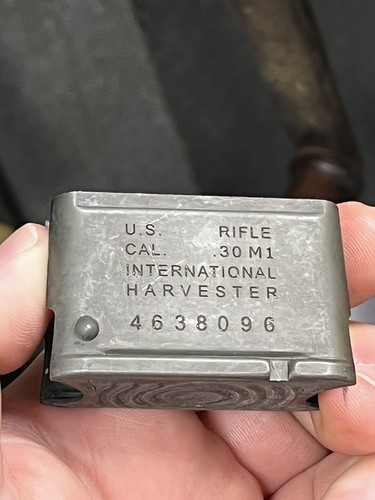 U.S. RIFLE
CAL. .30 M1
INTERNATIONAL
HARVESTER
4638096